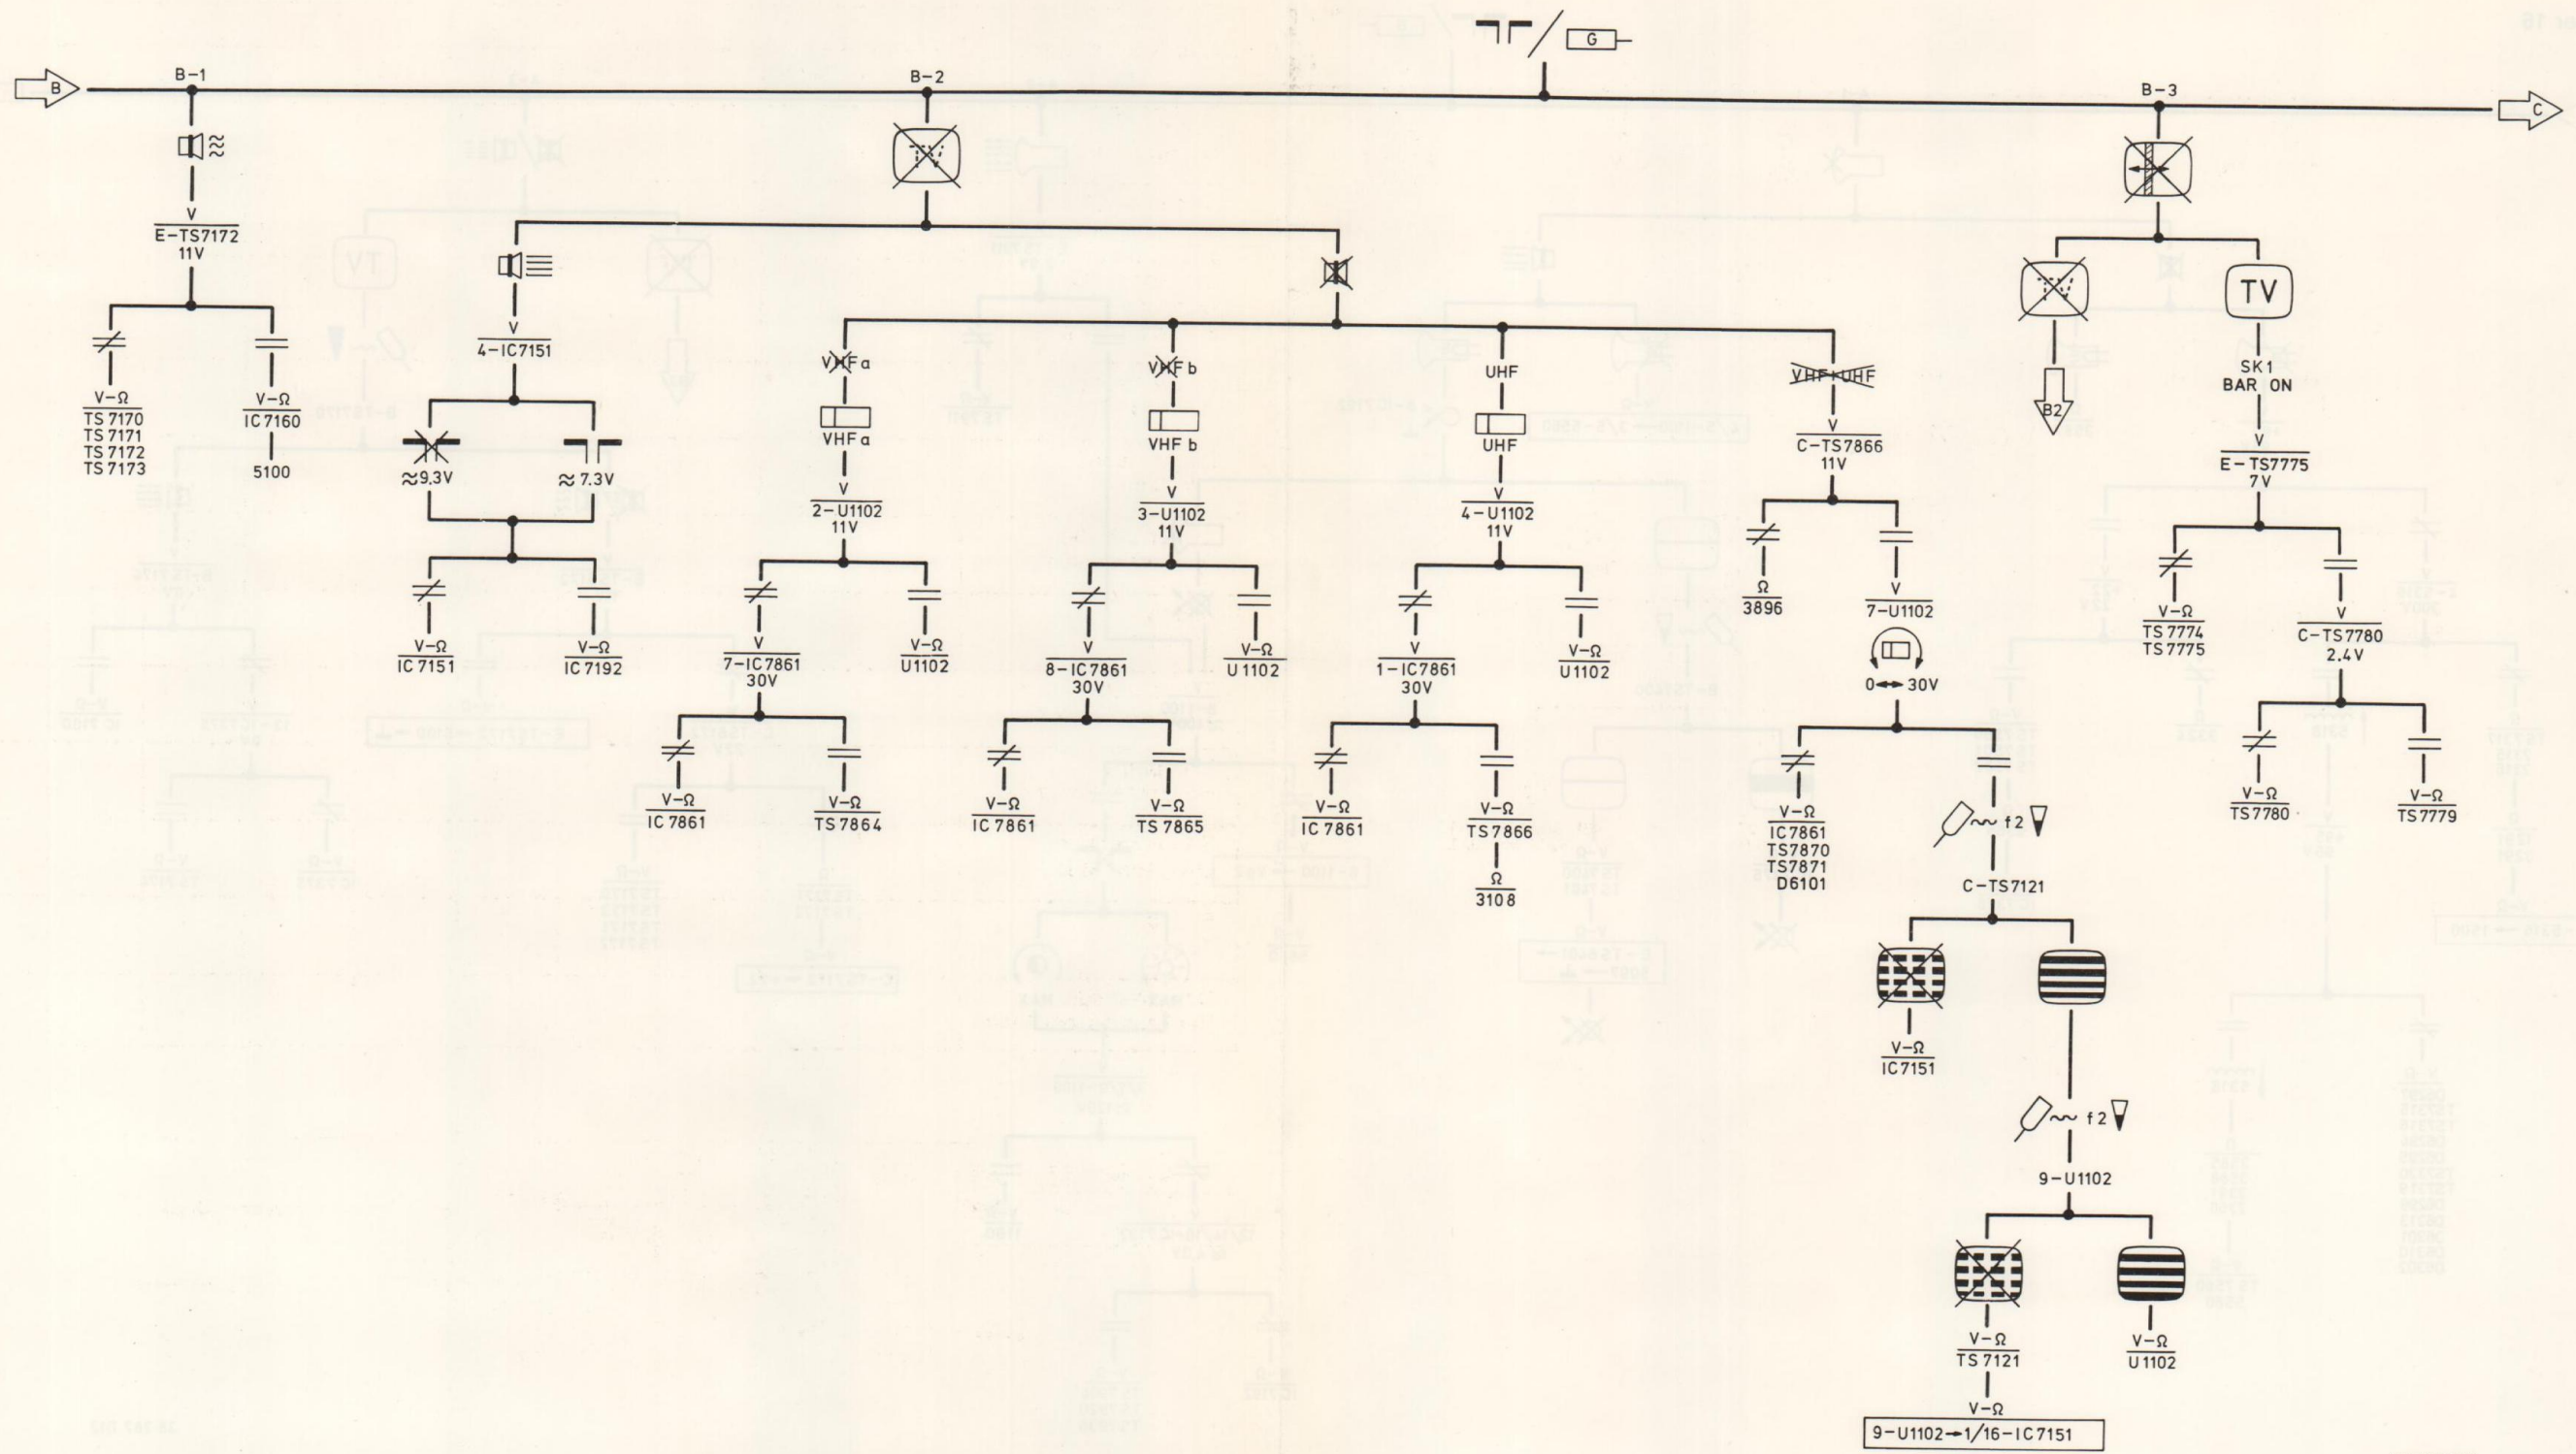 G
B
B-1
B-2
B-3
C
V
E-TS7172
11V
V-Ω
TS 7170
TS 7171
TS 7172
TS 7173
V-Ω
IC 7160
5100
TV
V
4-IC7151
≈9.3V
≈7.3V
V-Ω
IC 7151
V-Ω
IC 7192
VHF a
VHF a
V
2-U1102
11V
V
7-IC7861
30V
V-Ω
U1102
V-Ω
IC 7861
V-Ω
TS 7864
VHF b
VHF b
V
3-U1102
11V
V
8-IC7861
30V
V-Ω
U1102
V-Ω
IC 7861
V-Ω
TS 7865
UHF
UHF
V
4-U1102
11V
V
1-IC7861
30V
V-Ω
U1102
V-Ω
IC 7861
V-Ω
TS 7866
Ω
3108
VHF+UHF
V
C-TS7866
11V
Ω
3896
V
7-U1102
0↔30V
V-Ω
IC7861
TS7870
TS7871
D6101
f2
C-TS7121
V-Ω
IC7151
f2
9-U1102
V-Ω
TS 7121
V-Ω
9-U1102→1/16-IC7151
V-Ω
U1102
TV
B2
TV
SK1
BAR ON
V
E-TS7775
7V
V-Ω
TS 7774
TS 7775
V
C-TS7780
2.4V
V-Ω
TS7780
V-Ω
TS7779